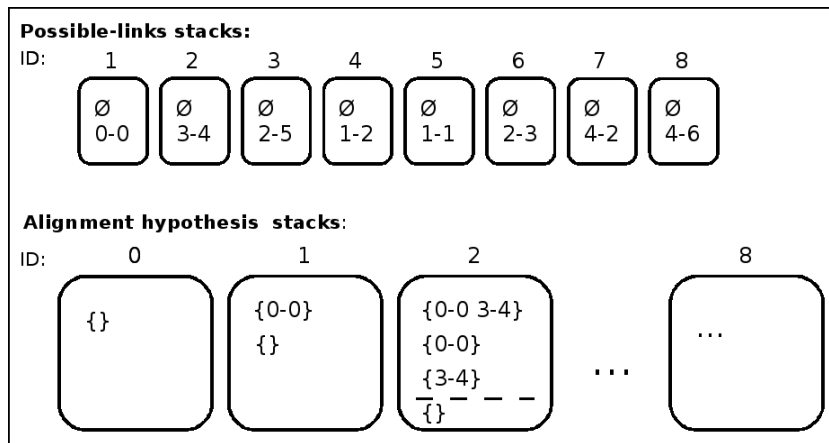 Possible-links stacks:
ID: 1 2 3 4 5 6 7 8
Ø Ø Ø Ø Ø Ø Ø Ø
0-0 3-4 2-5 1-2 1-1 2-3 4-2 4-6
Alignment hypothesis stacks:
ID: 0 1 2 8
{} {0-0} {0-0 3-4} ...
{} {0-0}
{3-4} ...
{}